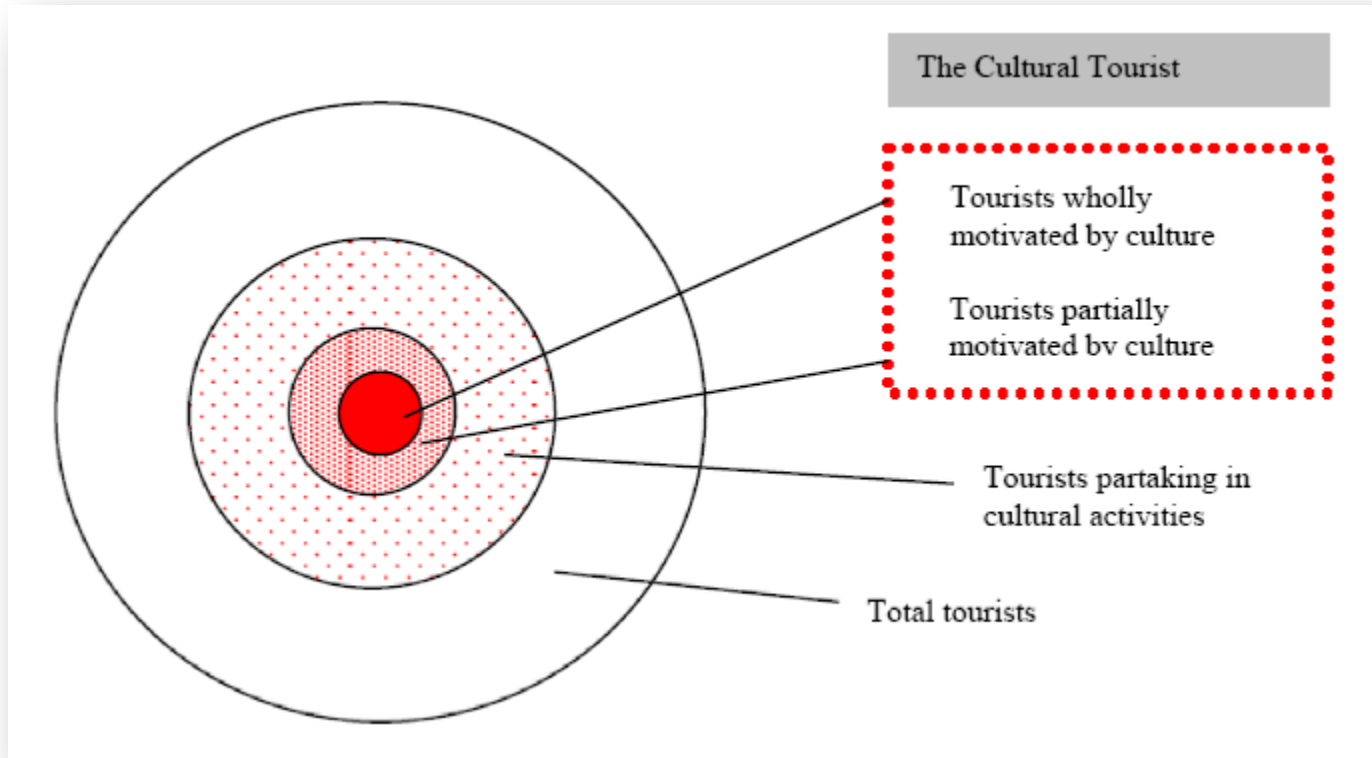 The Cultural Tourist
Tourists wholly
motivated by culture
Tourists partially
motivated by culture
Tourists partaking in
cultural activities
Total tourists